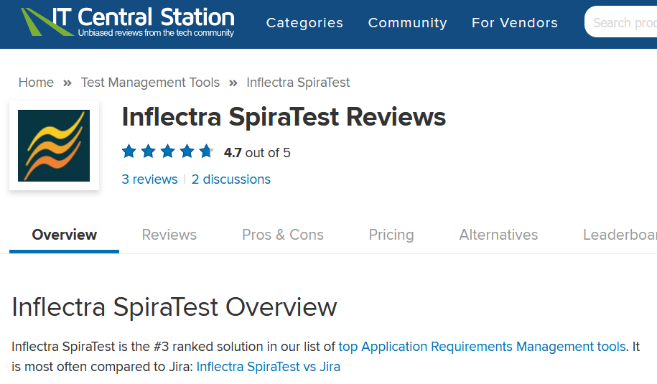 IT Central Station
Unbiased reviews from the tech community
Categories Community For Vendors Search prod
Home » Test Management Tools » Inflectra SpiraTest
Inflectra SpiraTest Reviews
4.7 out of 5
3 reviews | 2 discussions
Overview Reviews Pros & Cons Pricing Alternatives Leaderboar
Inflectra SpiraTest Overview
Inflectra SpiraTest is the #3 ranked solution in our list of top Application Requirements Management tools. It
is most often compared to Jira: Inflectra SpiraTest vs Jira